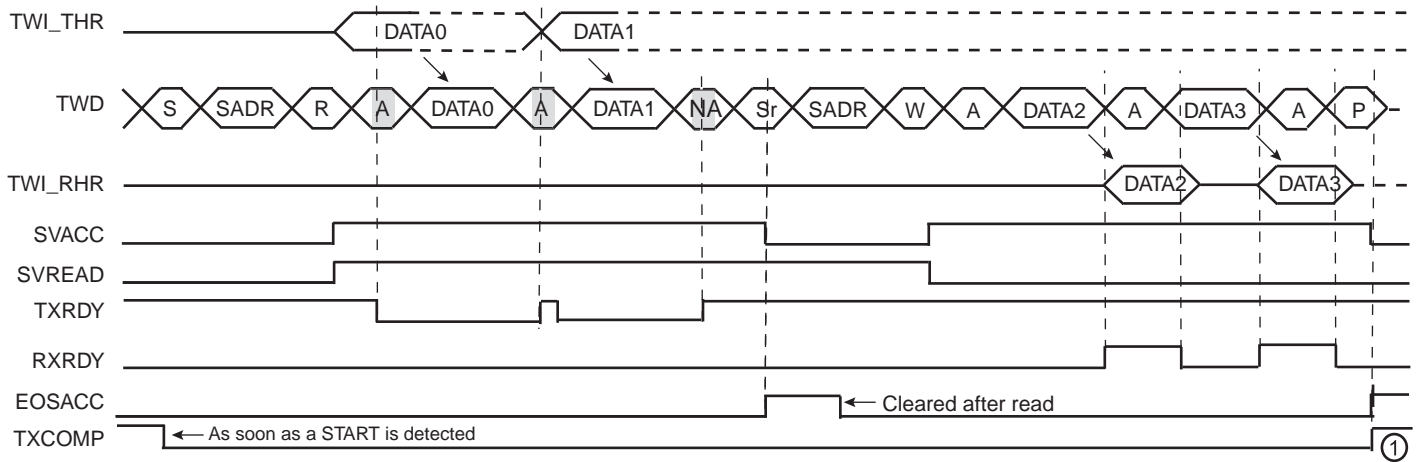 TWI_THR DATA0 DATA1
TWD S SADR R A DATA0 A DATA1 NA Sr SADR W A DATA2 A DATA3 A P
TWI_RHR DATA2 DATA3
SVACC
SVREAD
TXRDY
RXRDY
EOSACC Cleared after read
TXCOMP As soon as a START is detected 1